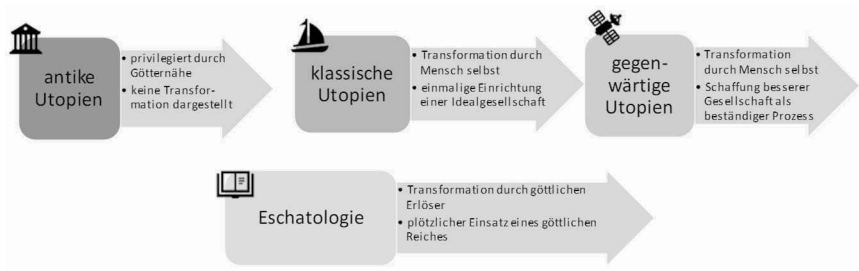 antike
Utopien
• privilegiert durch
Götternähe
• keine Transfor-
mation dargestellt
klassische
Utopien
• Transformation durch
Mensch selbst
• einmalige Einrichtung
einer Idealgesellschaft
gegen-
wärtige
Utopien
• Transformation
durch Mensch selbst
• Schaffung besserer
Gesellschaft als
beständiger Prozess
Eschatologie
• Transformation durch göttlichen
Erlöser
• plötzlicher Einsatz eines göttlichen
Reiches